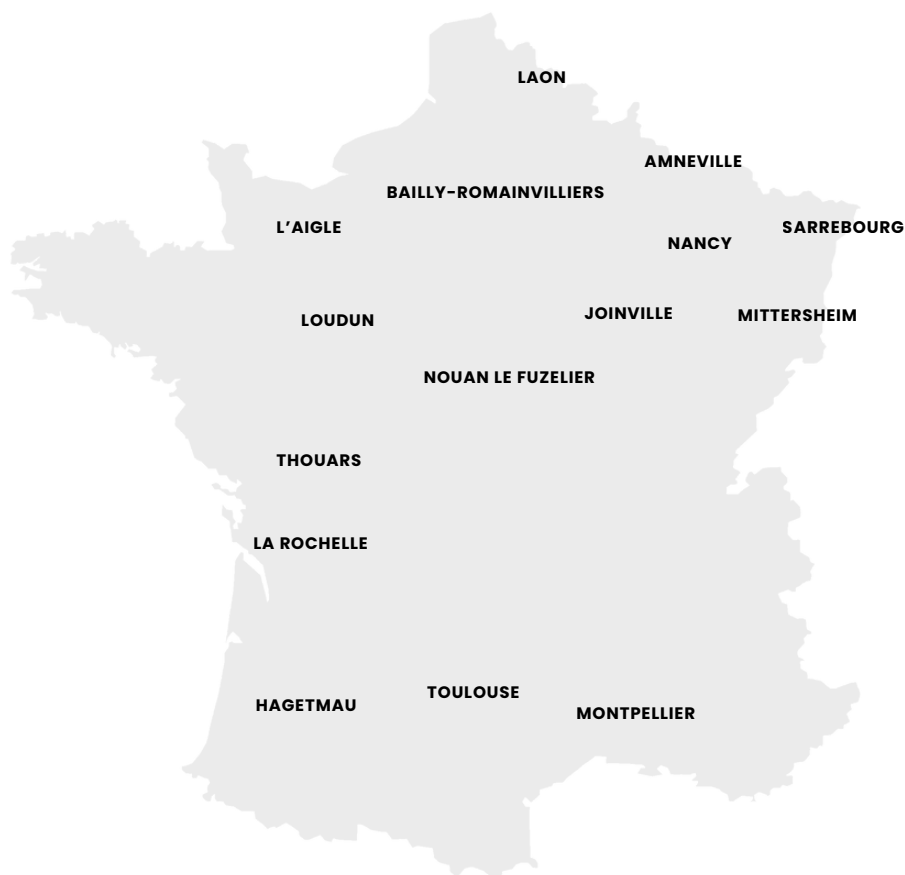 LAON
AMNEVILLE
BAILLY-ROMAINVILLIERS
L’AIGLE
SARREBOURG
NANCY
JOINVILLE
MITTERSHEIM
LOUDUN
NOUAN LE FUZELIER
THOUARS
LA ROCHELLE
TOULOUSE
HAGETMAU
MONTPELLIER